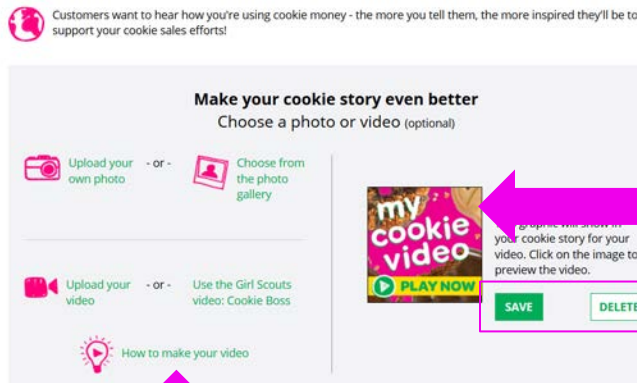 Customers want to hear how you're using cookie money - the more you tell them, the more inspired they'll be to
support your cookie sales efforts!
Make your cookie story even better
Choose a photo or video (optional)
Upload your
own photo
- or -
Choose from
the photo
gallery
Upload your
video
- or -
Use the Girl Scouts
video: Cookie Boss
How to make your video
my
cookie
video
PLAY NOW
graphic will show in
your cookie story for your
video. Click on the image to
preview the video.
SAVE
DELETE